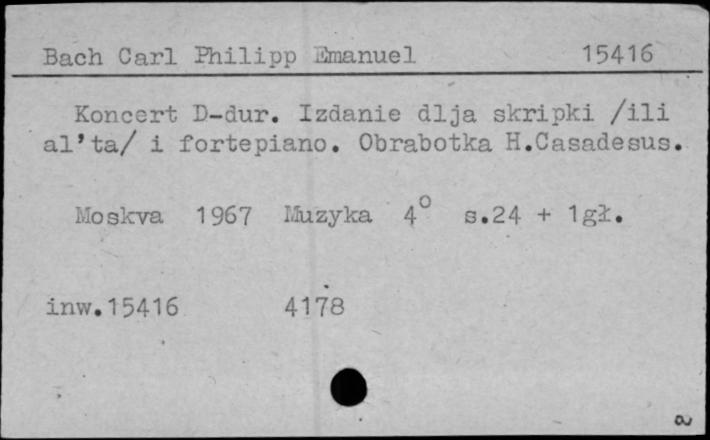 Bach Carl Philipp Emanuel 15416
Koncert D-dur. Izdanie dlja skripki /ili
al'ta/ i fortepiano. Obrabotka H.Casadesus.
Moskva 1967 Muzyka 4° s.24 + 1gł.
inw.15416 4178